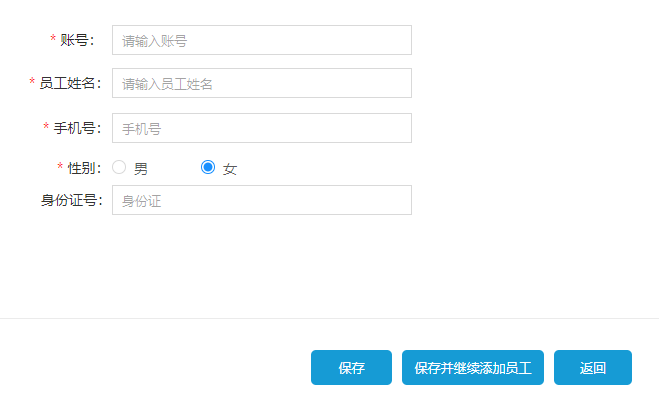 * 账号: 请输入账号
* 员工姓名: 请输入员工姓名
* 手机号: 手机号
* 性别: 男 女
身份证号: 身份证
保存 保存并继续添加员工 返回